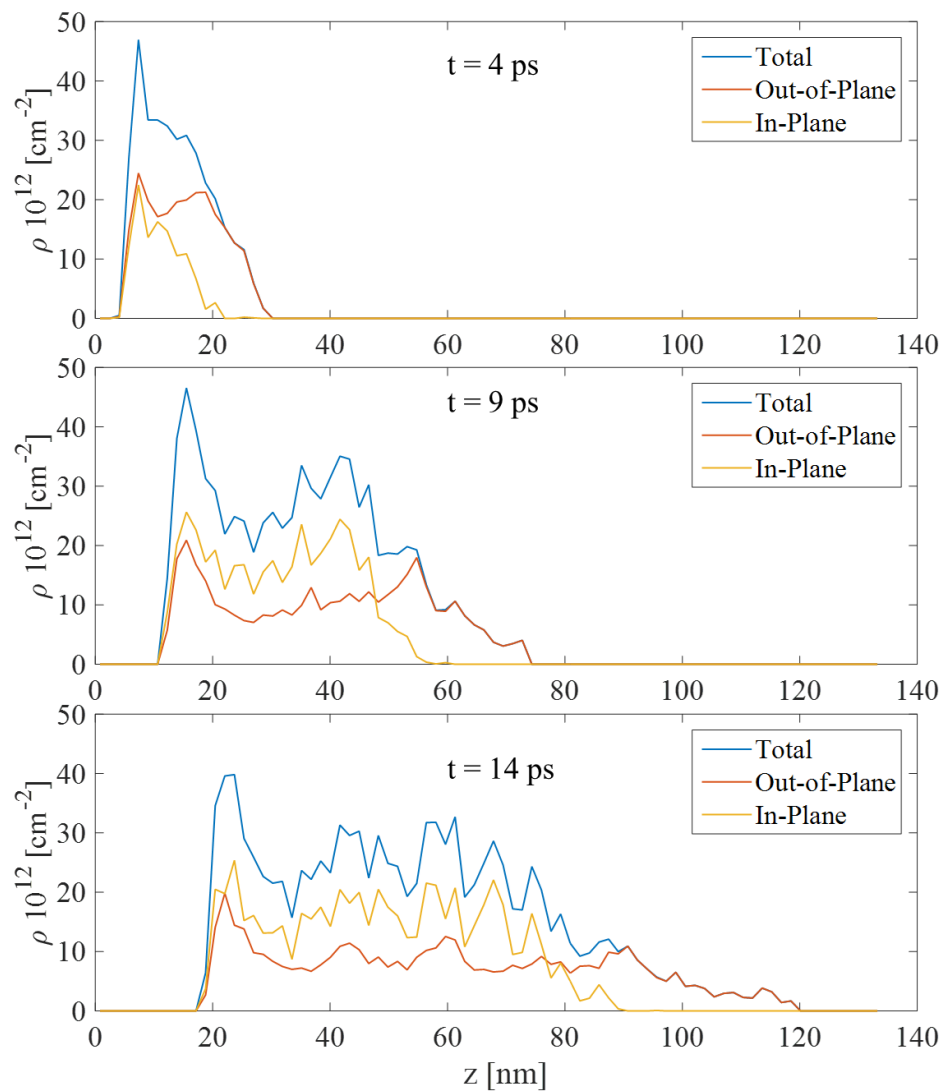 50
40
30
20
10
0
ρ 10^12 [cm^-2]
t = 4 ps
Total
Out-of-Plane
In-Plane
0 20 40 60 80 100 120 140
50
40
30
20
10
0
ρ 10^12 [cm^-2]
t = 9 ps
Total
Out-of-Plane
In-Plane
0 20 40 60 80 100 120 140
50
40
30
20
10
0
ρ 10^12 [cm^-2]
t = 14 ps
Total
Out-of-Plane
In-Plane
0 20 40 60 80 100 120 140
z [nm]